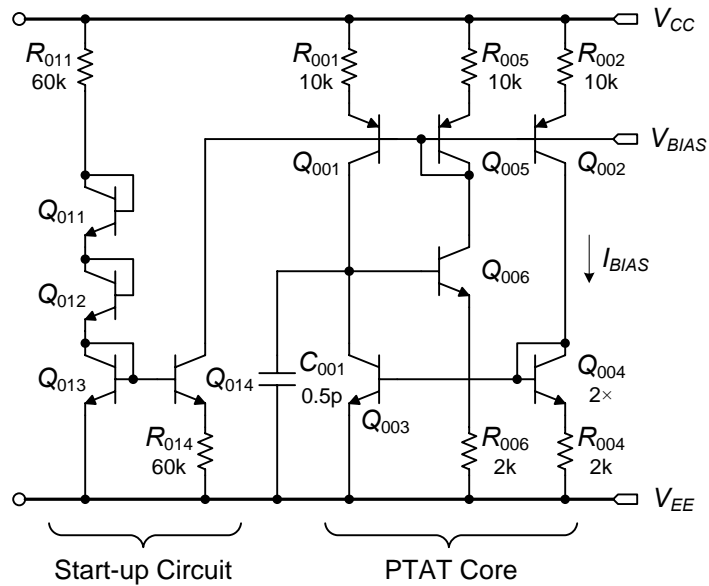 V_CC
R_011
60k
R_001
10k
R_005
10k
R_002
10k
V_BIAS
Q_001
Q_005
Q_002
Q_011
Q_006
I_BIAS
Q_012
Q_013
Q_014
C_001
0.5p
Q_003
Q_004
2×
R_014
60k
R_006
2k
R_004
2k
V_EE
Start-up Circuit
PTAT Core